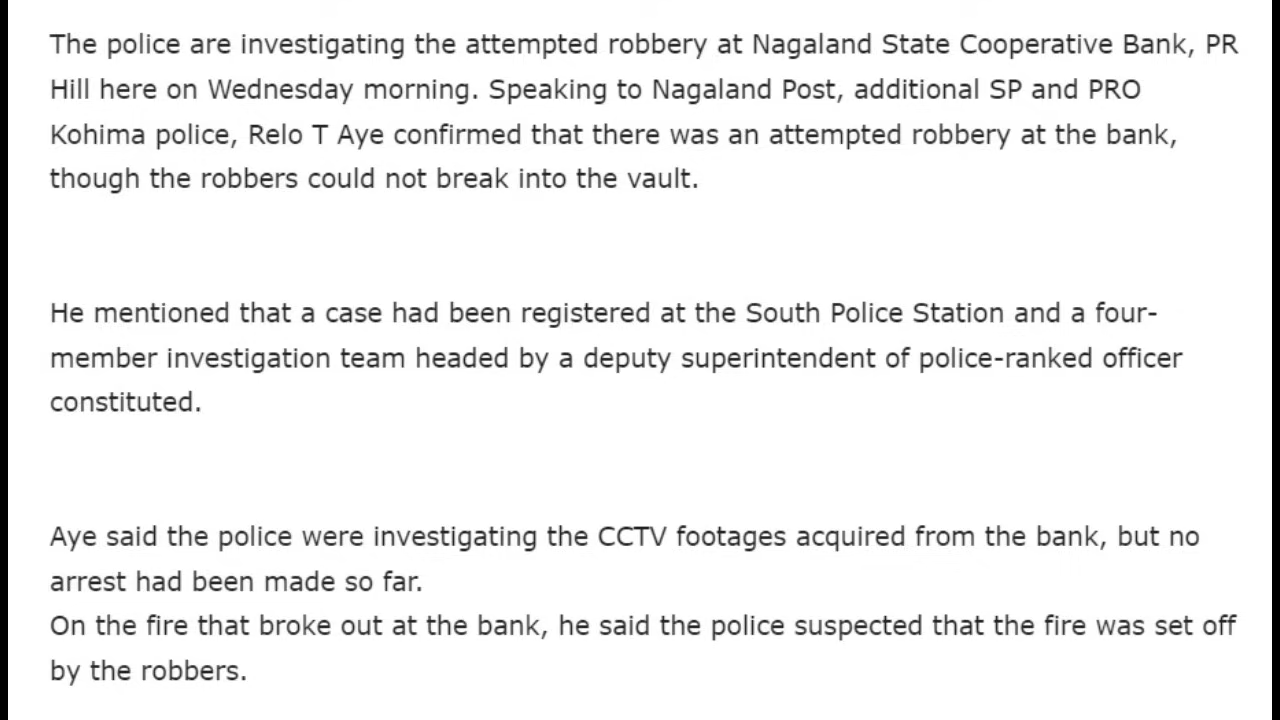 The police are investigating the attempted robbery at Nagaland State Cooperative Bank, PR
Hill here on Wednesday morning. Speaking to Nagaland Post, additional SP and PRO
Kohima police, Relo T Aye confirmed that there was an attempted robbery at the bank,
though the robbers could not break into the vault.
He mentioned that a case had been registered at the South Police Station and a four-
member investigation team headed by a deputy superintendent of police-ranked officer
constituted.
Aye said the police were investigating the CCTV footages acquired from the bank, but no
arrest had been made so far.
On the fire that broke out at the bank, he said the police suspected that the fire was set off
by the robbers.